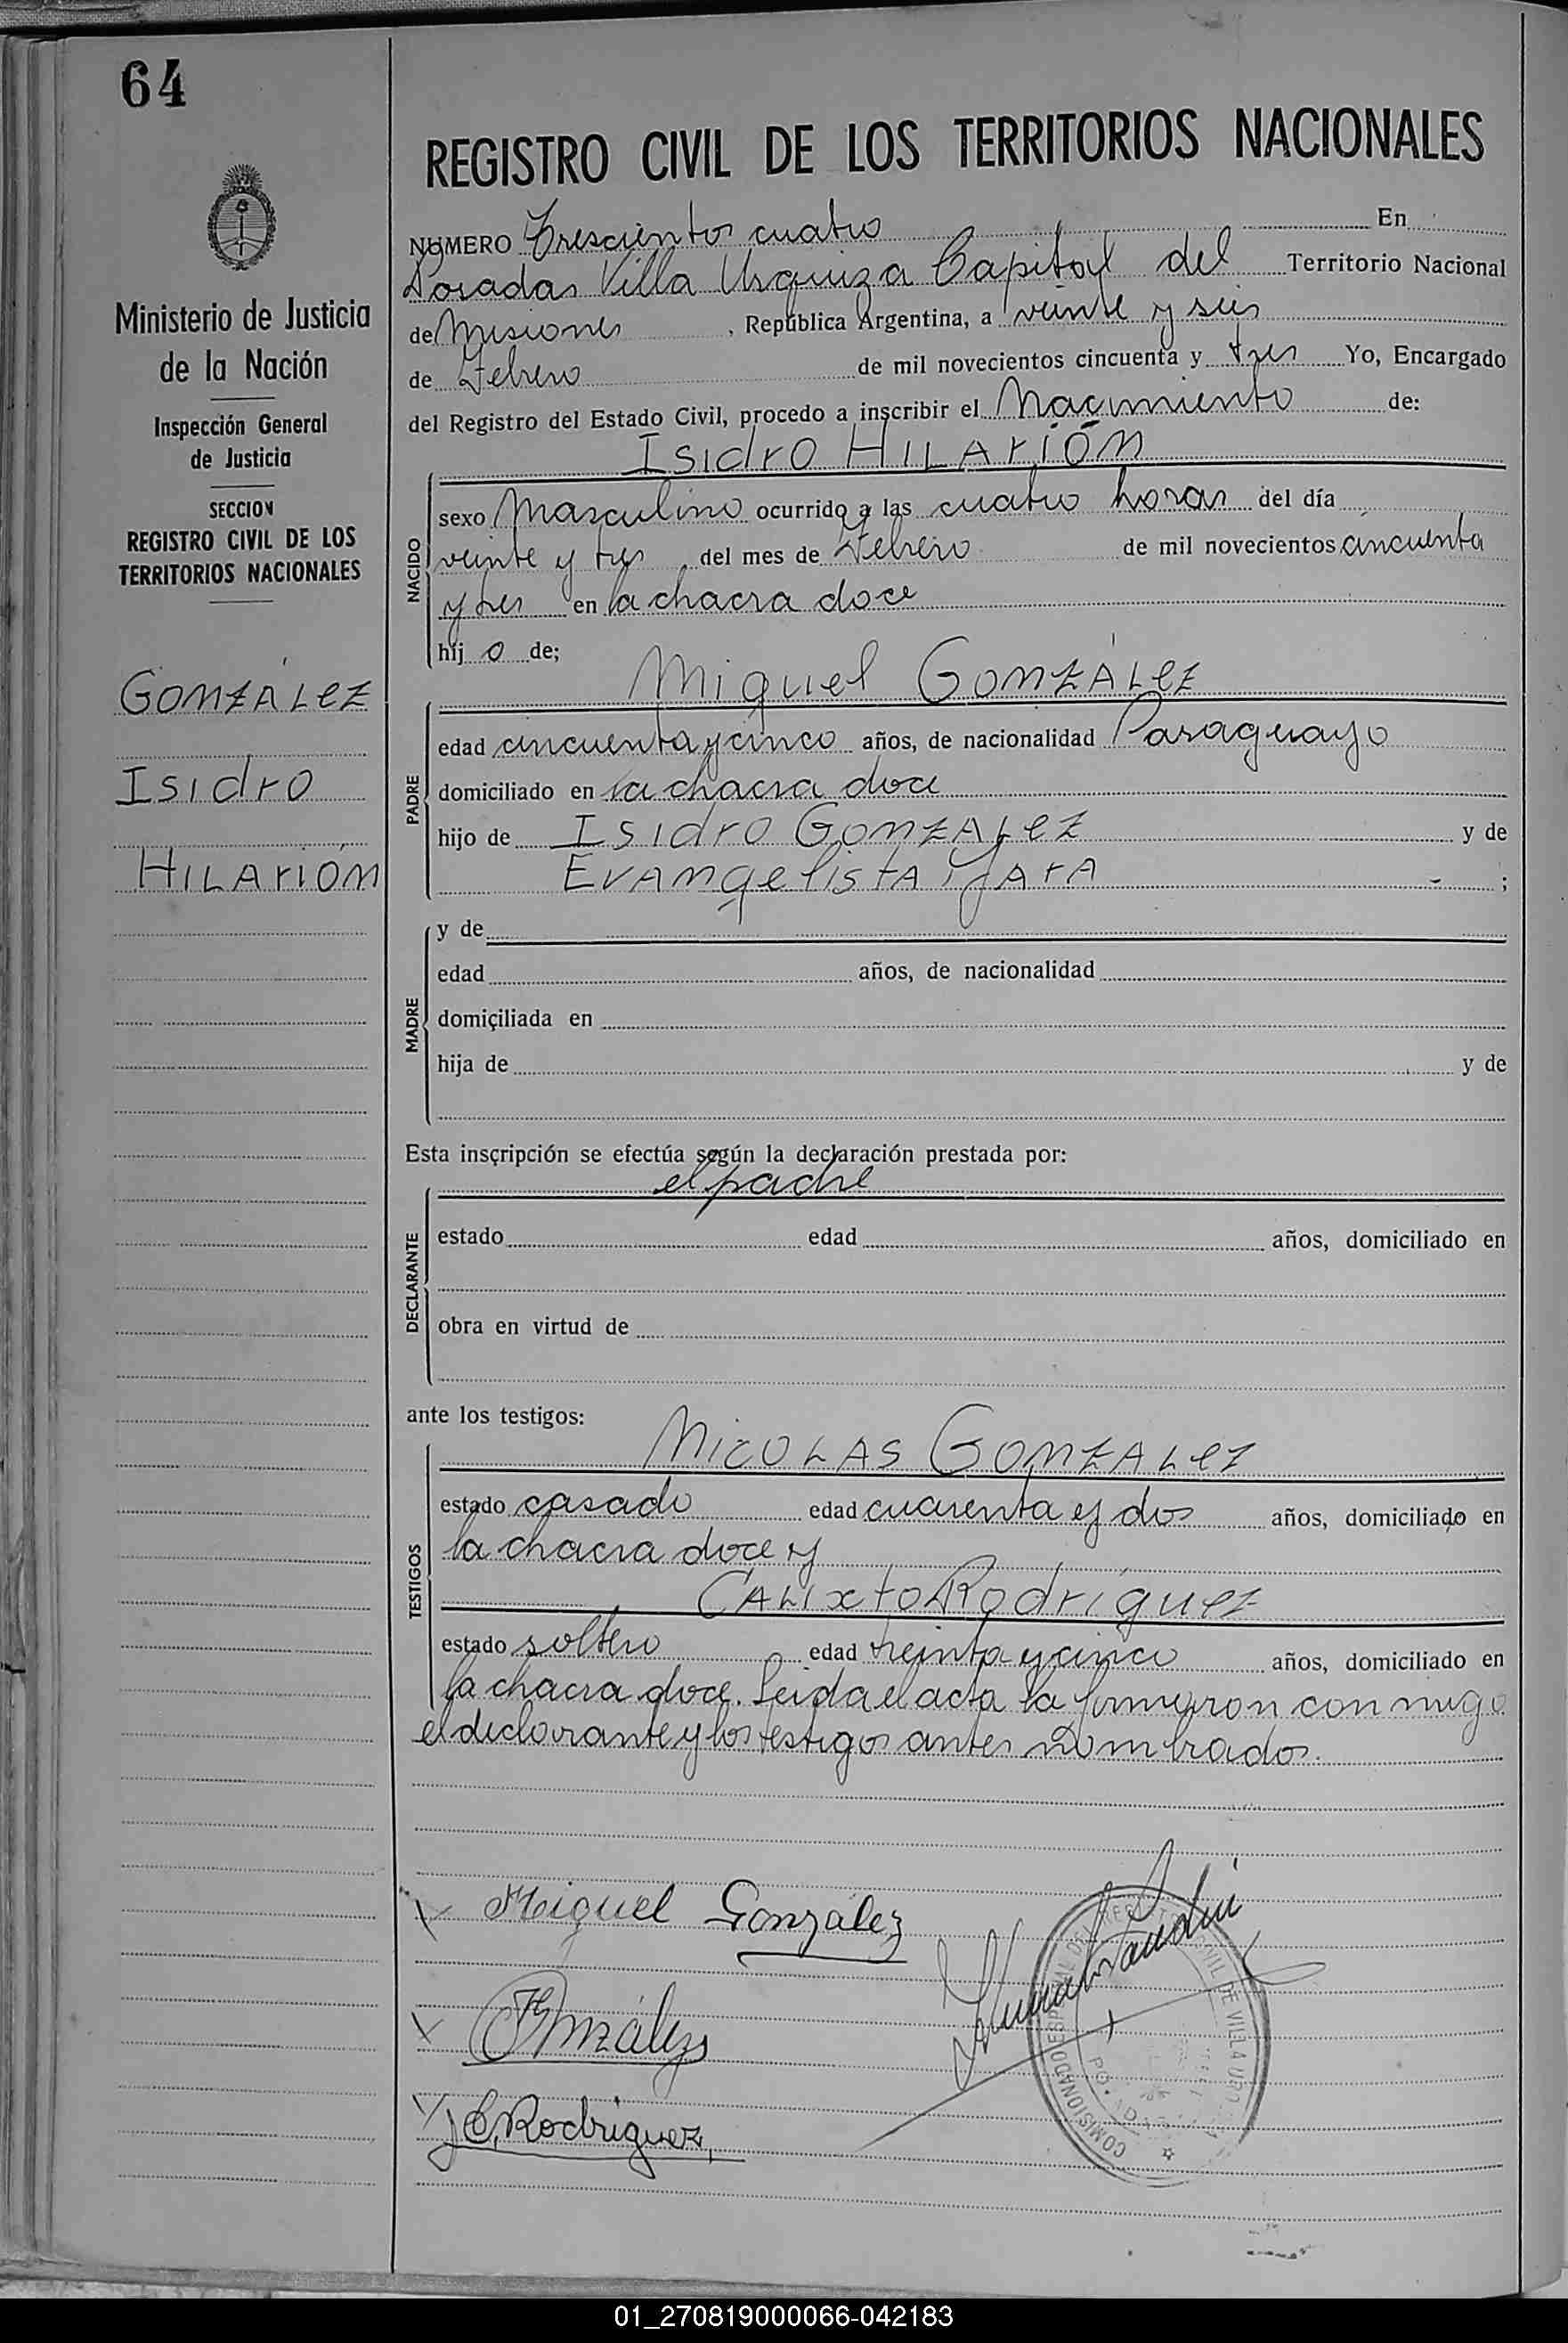 64
Ministerio de Justicia
de la Nación
Inspección General
de Justicia
SECCION
REGISTRO CIVIL DE LOS
TERRITORIOS NACIONALES
GONZÁLEZ
Isidro
HILARIÓN
REGISTRO CIVIL DE LOS TERRITORIOS NACIONALES
NUMERO Trescientos cuatro En
Posadas Villa Urquiza Capital del Territorio Nacional
de Misiones, República Argentina, a veinte y seis
de Febrero de mil novecientos cincuenta y tres Yo, Encargado
del Registro del Estado Civil, procedo a inscribir el Nacimiento de:
Isidro HILARIÓN
NACIDO
sexo Masculino ocurrido a las cuatro horas del día
veinte y tres del mes de Febrero de mil novecientos cincuenta
y tres en la chacra doce
hij o de;
Miguel GONZÁLEZ
PADRE
edad cincuenta y cinco años, de nacionalidad Paraguayo
domiciliado en la chacra doce
hijo de Isidro GONZALEZ y de
Evangelista Jara ;
MADRE
y de
edad años, de nacionalidad
domiciliada en
hija de y de
Esta inscripción se efectúa según la declaración prestada por:
el padre
DECLARANTE
estado edad años, domiciliado en
obra en virtud de
ante los testigos:
NICOLAS GONZALEZ
TESTIGOS
estado casado edad cuarenta y dos años, domiciliado en
la chacra doce y
CALIXTO Rodríguez
estado soltero edad treinta y cinco años, domiciliado en
la chacra doce. Leida el acta la firmaron con migo
el declarante y los testigos antes nombrados.
Miguel González
González
C. Rodriguez
CIVIL DE VILLA
COMISIONADO
01_270819000066-042183